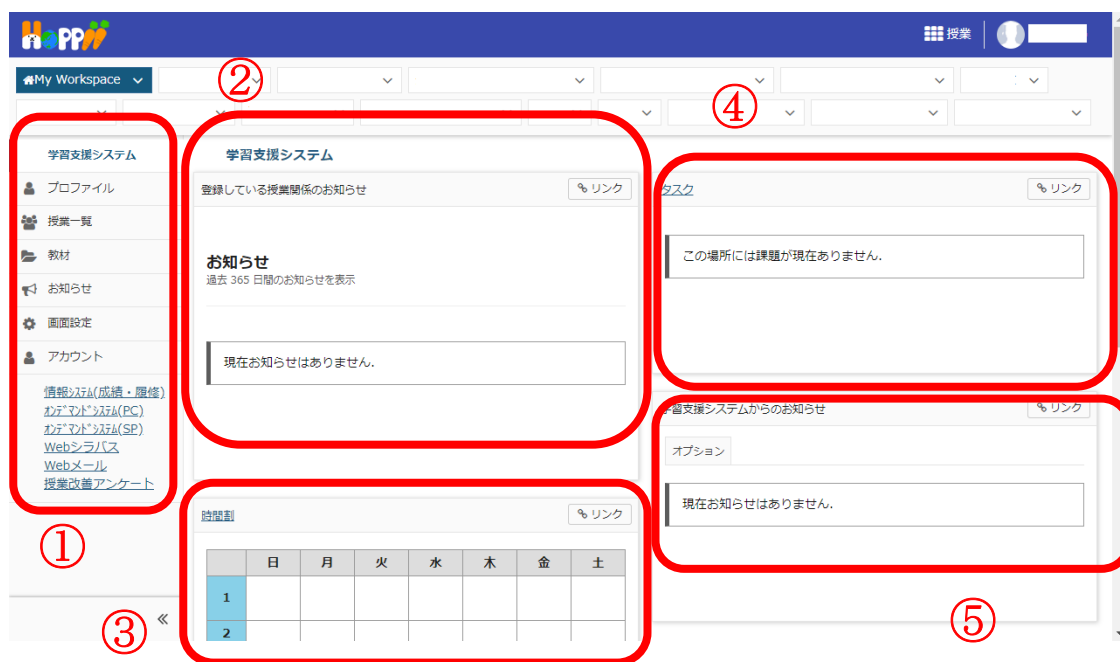 Hoppii
授業
My Workspace
②
④
学習支援システム
プロファイル
授業一覧
教材
お知らせ
画面設定
アカウント
情報ｼｽﾃﾑ(成績・履修)
ｵﾝﾃﾞﾏﾝﾄﾞｼｽﾃﾑ(PC)
ｵﾝﾃﾞﾏﾝﾄﾞｼｽﾃﾑ(SP)
Webシラバス
Webメール
授業改善アンケート
①
«
③
学習支援システム
登録している授業関係のお知らせ
リンク
お知らせ
過去 365 日間のお知らせを表示
現在お知らせはありません.
時間割
リンク
日 月 火 水 木 金 土
1
2
タスク
リンク
この場所には課題が現在ありません.
学習支援システムからのお知らせ
リンク
オプション
現在お知らせはありません.
⑤